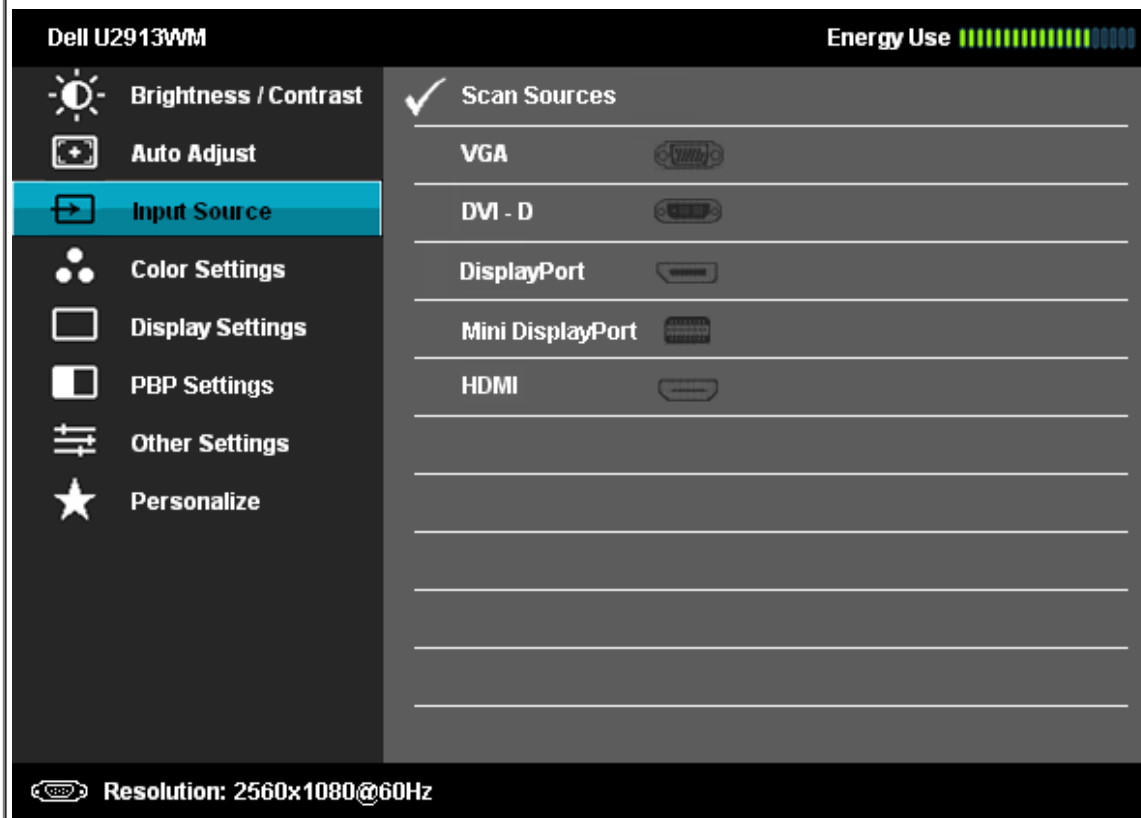 Dell U2913WM Energy Use
Brightness / Contrast
Auto Adjust
Input Source
Color Settings
Display Settings
PBP Settings
Other Settings
Personalize
Scan Sources
VGA
DVI - D
DisplayPort
Mini DisplayPort
HDMI
Resolution: 2560x1080@60Hz